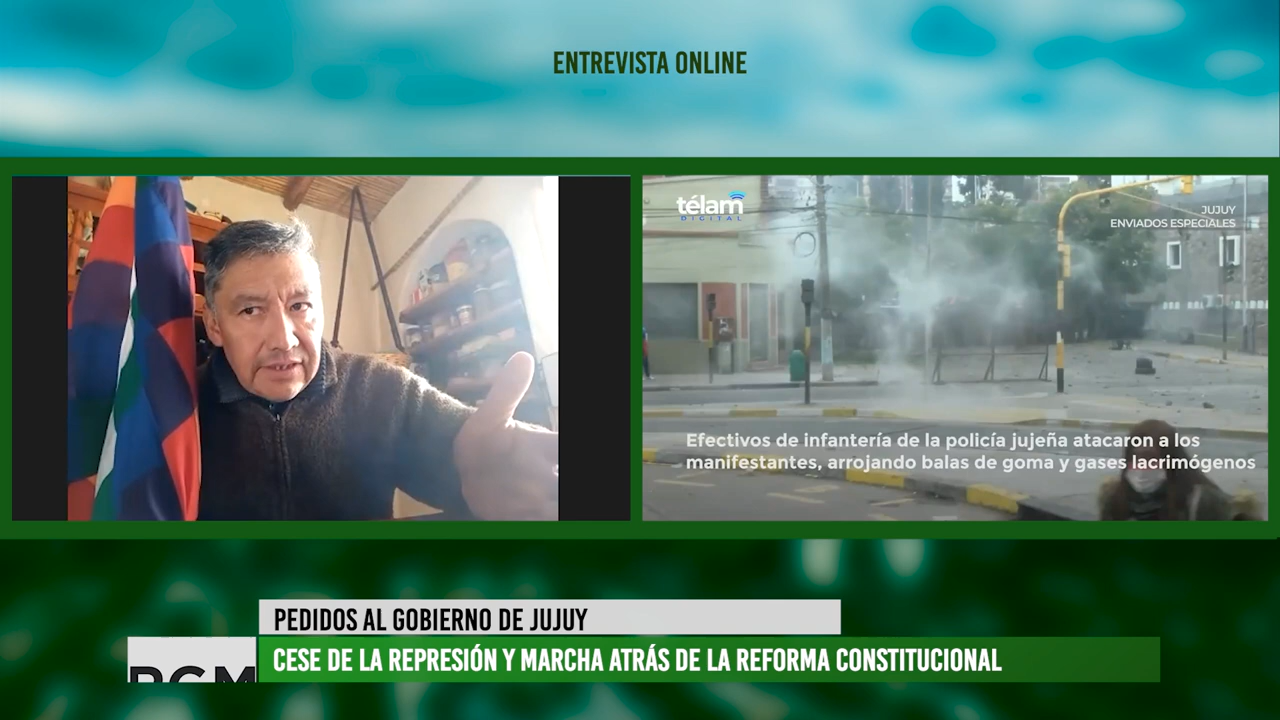 ENTREVISTA ONLINE
télam
DIGITAL
JUJUY
ENVIADOS ESPECIALES
Efectivos de infantería de la policía jujeña atacaron a los
manifestantes, arrojando balas de goma y gases lacrimógenos
PEDIDOS AL GOBIERNO DE JUJUY
CESE DE LA REPRESIÓN Y MARCHA ATRÁS DE LA REFORMA CONSTITUCIONAL